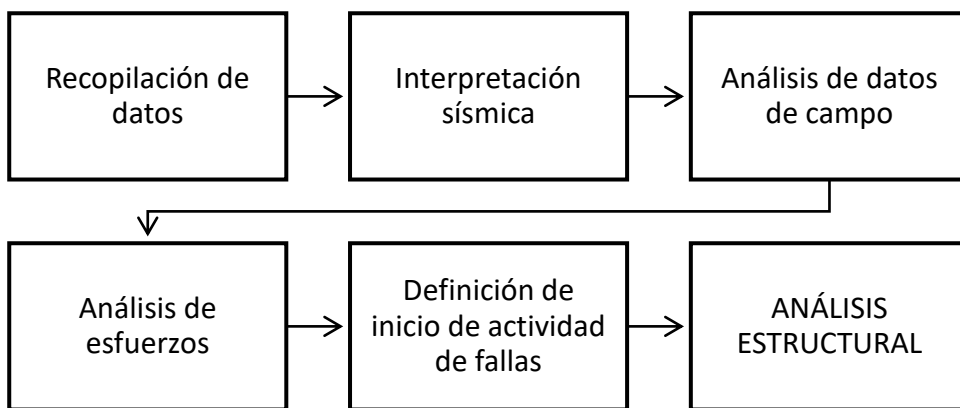 Recopilación de
datos
Interpretación
sísmica
Análisis de datos
de campo
Análisis de
esfuerzos
Definición de
inicio de actividad
de fallas
ANÁLISIS
ESTRUCTURAL